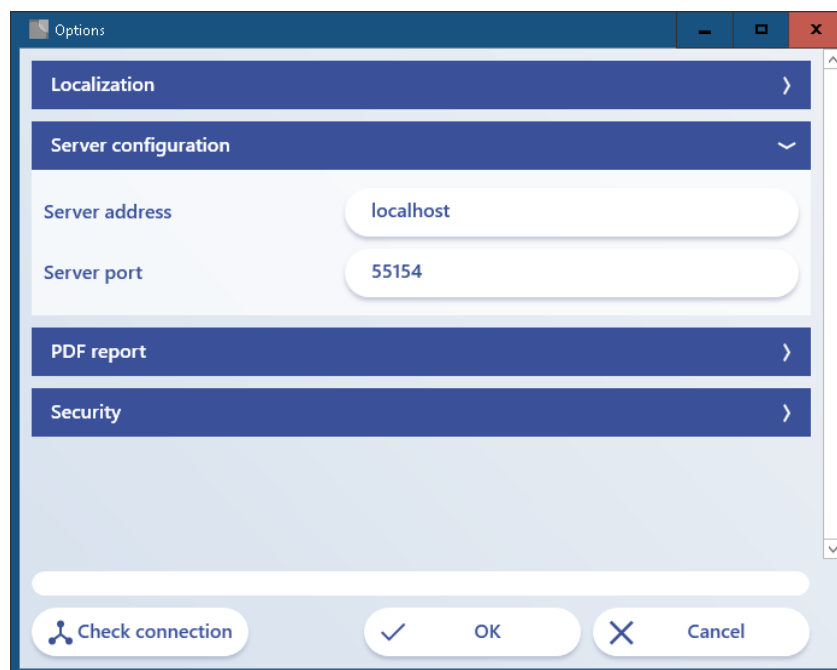 Options
Localization
Server configuration
Server address
localhost
Server port
55154
PDF report
Security
Check connection
OK
Cancel